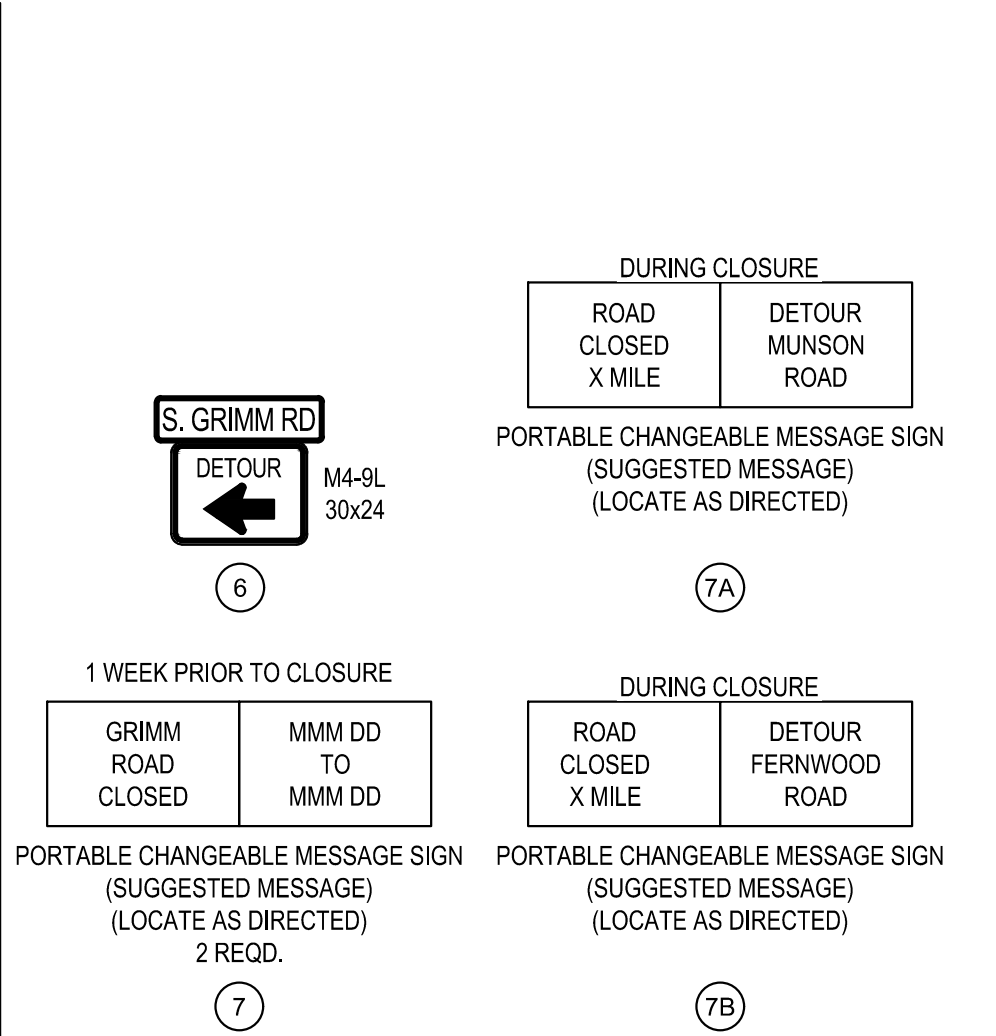 S. GRIMM RD
DETOUR
M4-9L
30x24
6
DURING CLOSURE
ROAD
CLOSED
X MILE
DETOUR
MUNSON
ROAD
PORTABLE CHANGEABLE MESSAGE SIGN
(SUGGESTED MESSAGE)
(LOCATE AS DIRECTED)
7A
1 WEEK PRIOR TO CLOSURE
GRIMM
ROAD
CLOSED
MMM DD
TO
MMM DD
PORTABLE CHANGEABLE MESSAGE SIGN
(SUGGESTED MESSAGE)
(LOCATE AS DIRECTED)
2 REQD.
7
DURING CLOSURE
ROAD
CLOSED
X MILE
DETOUR
FERNWOOD
ROAD
PORTABLE CHANGEABLE MESSAGE SIGN
(SUGGESTED MESSAGE)
(LOCATE AS DIRECTED)
7B